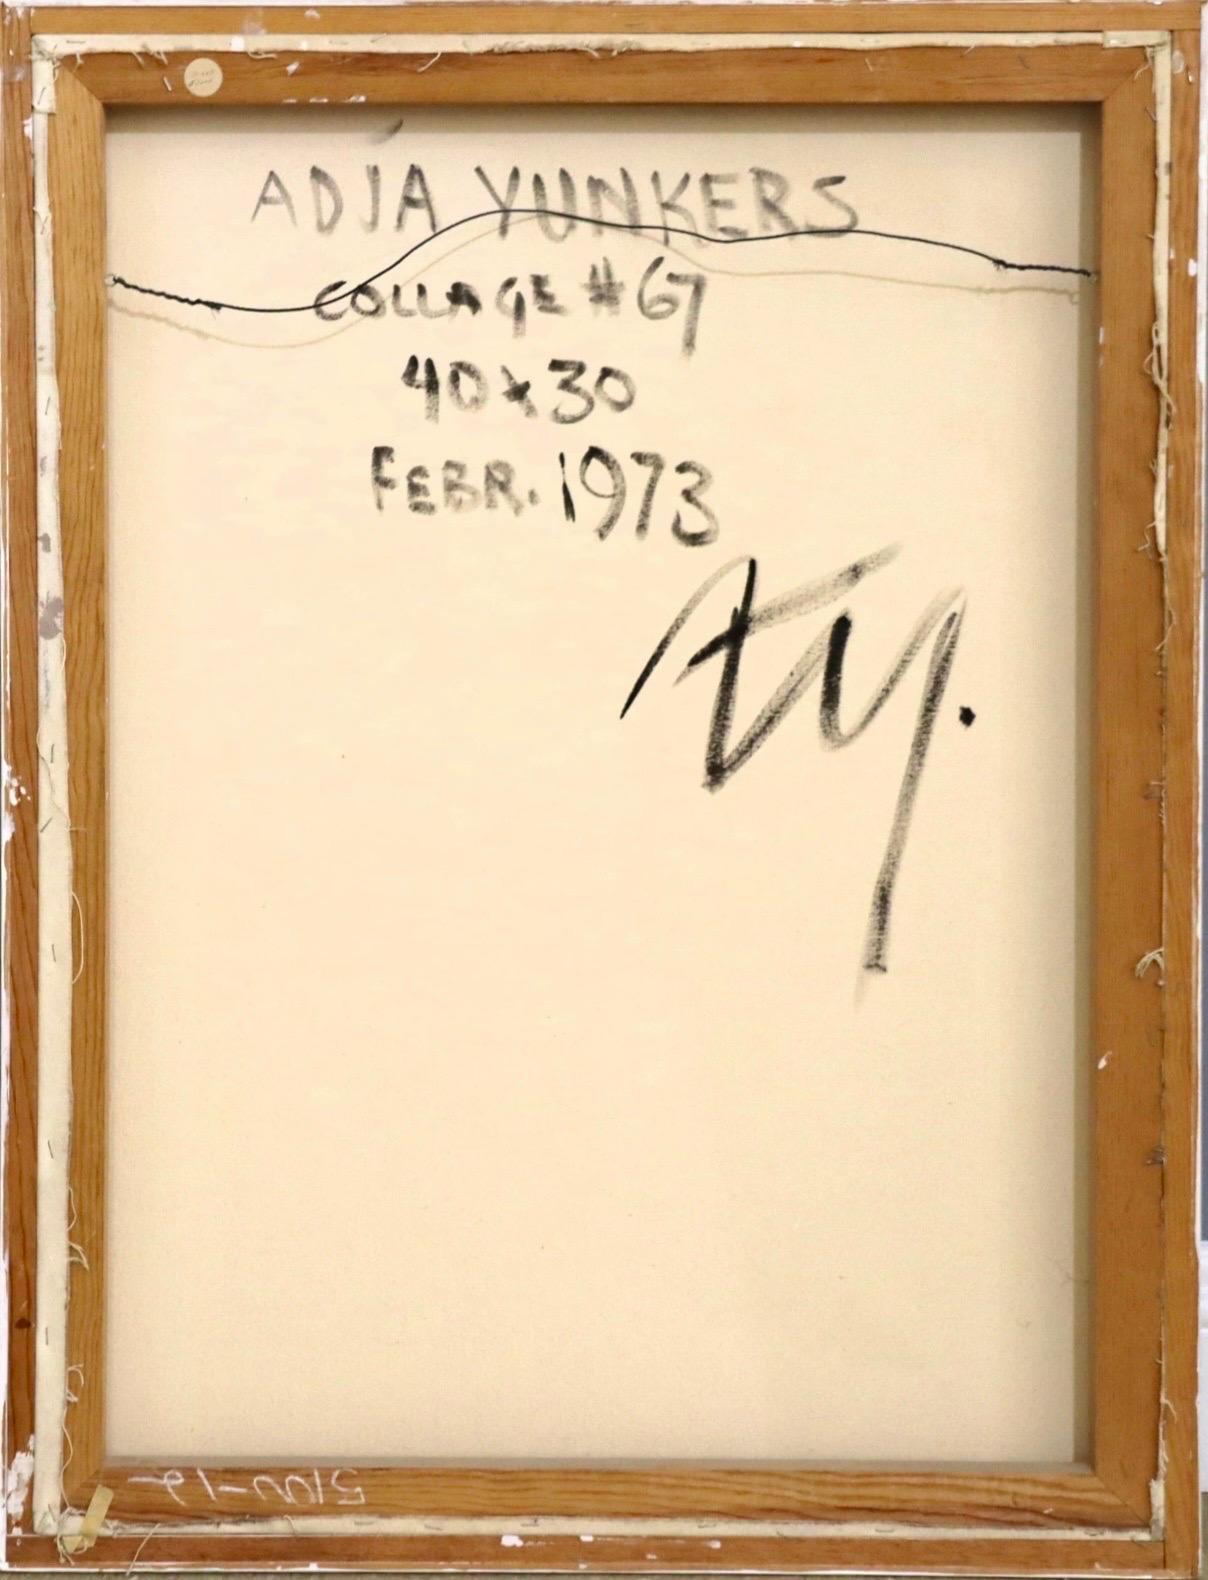 ADJA YUNKERS
COLLAGE #67
40 x 30
FEBR. 1973
AY.